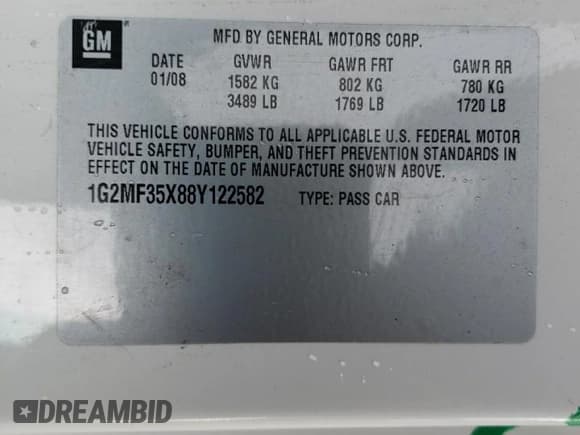 GM
MFD BY GENERAL MOTORS CORP.
DATE GVWR GAWR FRT GAWR RR
01/08 1582 KG 802 KG 780 KG
3489 LB 1769 LB 1720 LB
THIS VEHICLE CONFORMS TO ALL APPLICABLE U.S. FEDERAL MOTOR
VEHICLE SAFETY, BUMPER, AND THEFT PREVENTION STANDARDS IN
EFFECT ON THE DATE OF MANUFACTURE SHOWN ABOVE.
1G2MF35X88Y122582 TYPE: PASS CAR
DREAMBID